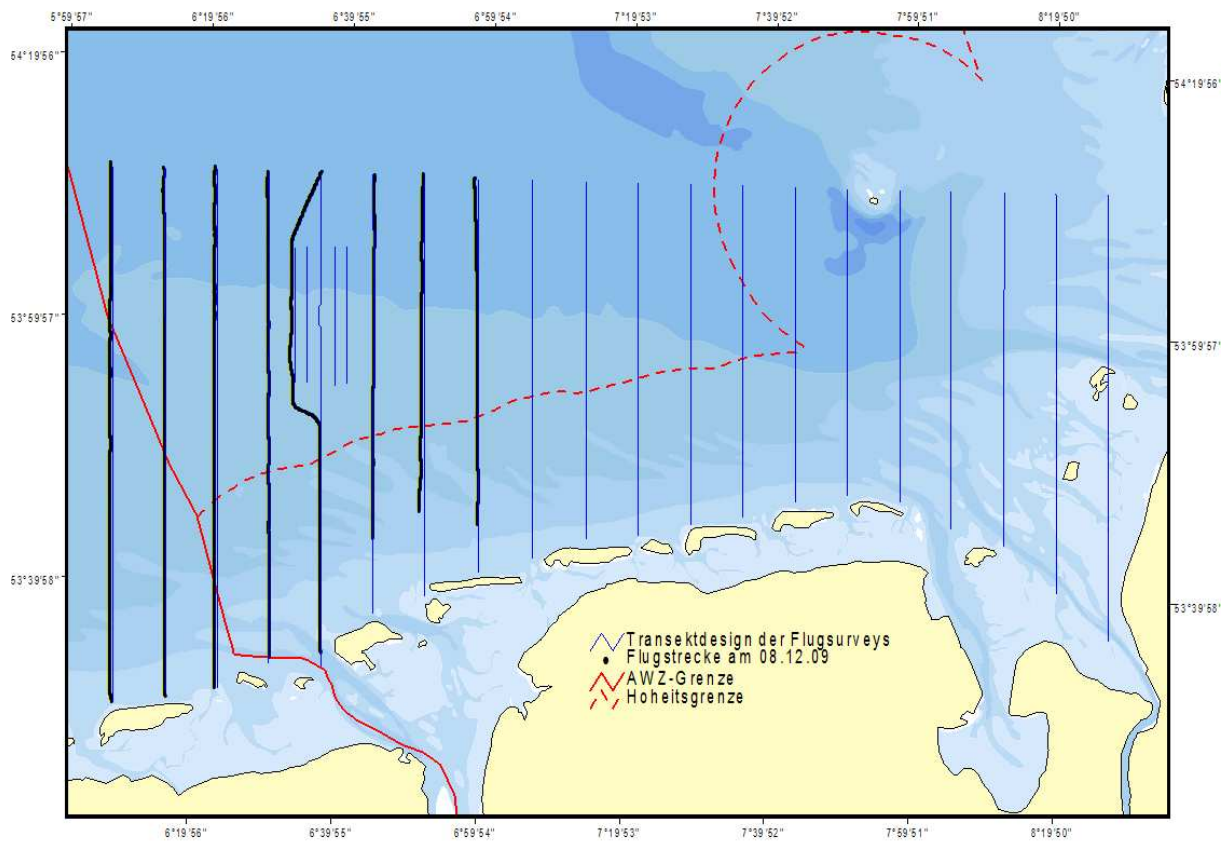 5°59'57" 6°19'56" 6°39'55" 6°59'54" 7°19'53" 7°39'52" 7°59'51" 8°19'50"
54°19'56" 54°19'56"
53°59'57" 53°59'57"
53°39'58" 53°39'58"
Transektdesign der Flugsurveys
Flugstrecke am 08.12.09
AWZ-Grenze
Hoheitsgrenze
6°19'56" 6°39'55" 6°59'54" 7°19'53" 7°39'52" 7°59'51" 8°19'50"